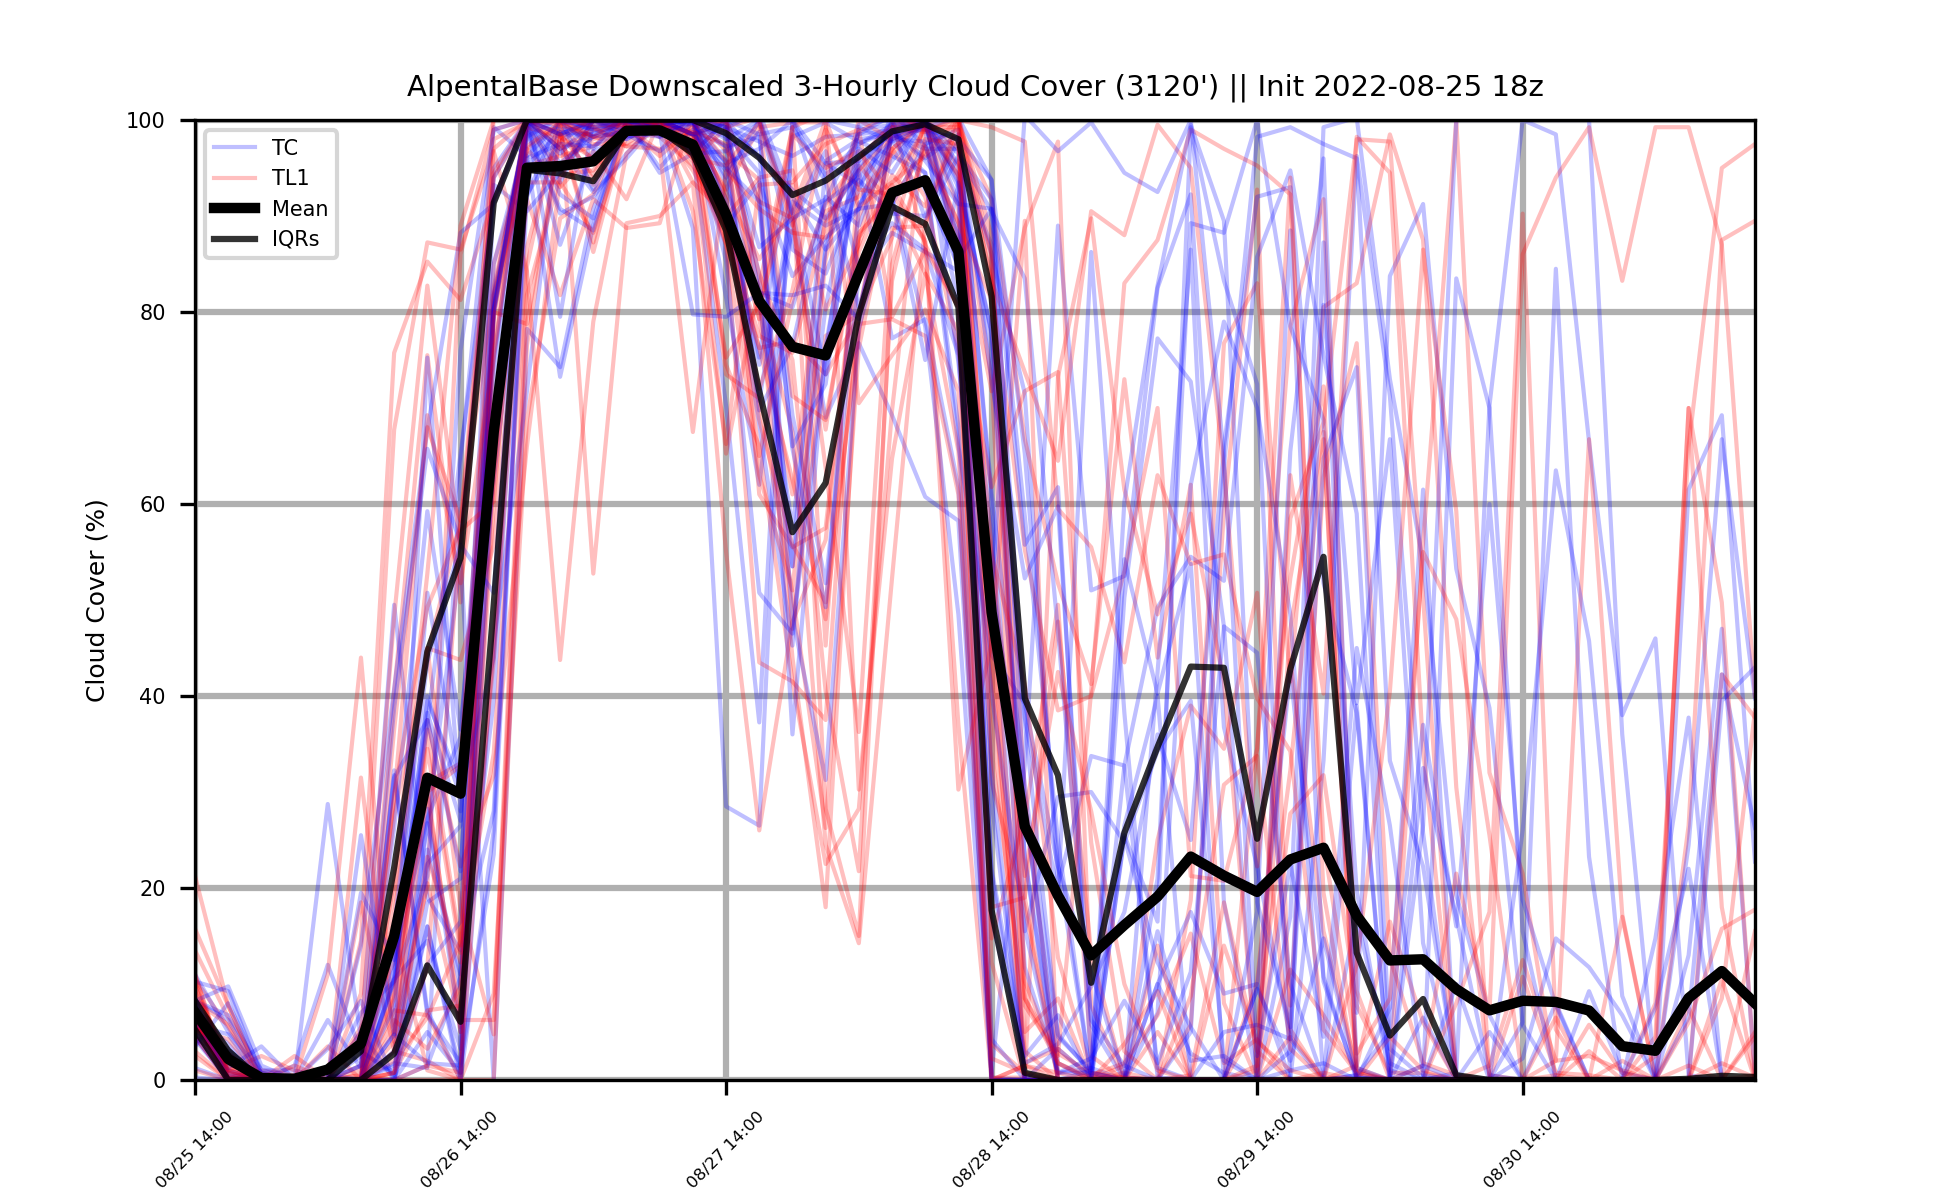 AlpentalBase Downscaled 3-Hourly Cloud Cover (3120') || Init 2022-08-25 18z
TC
TL1
Mean
IQRs
Cloud Cover (%)
100
80
60
40
20
0
08/25 14:00
08/26 14:00
08/27 14:00
08/28 14:00
08/29 14:00
08/30 14:00